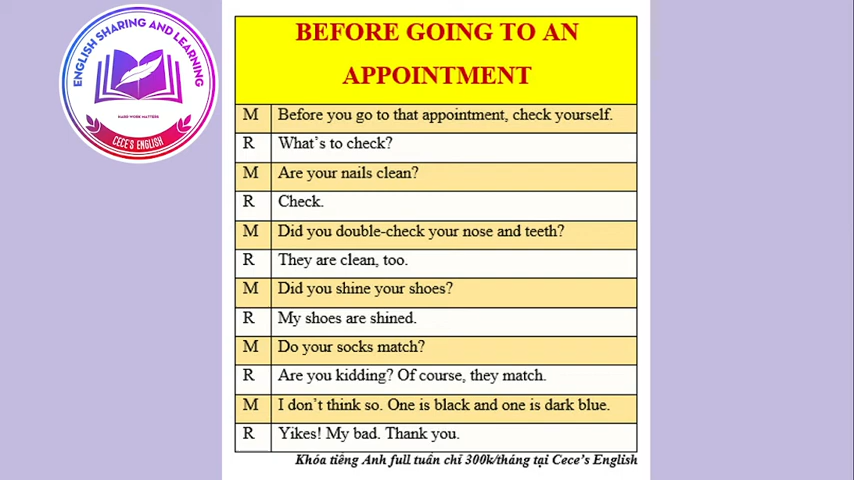 ENGLISH SHARING AND LEARNING
HARD WORK MATTERS
CECE'S ENGLISH
BEFORE GOING TO AN
APPOINTMENT
M Before you go to that appointment, check yourself.
R What's to check?
M Are your nails clean?
R Check.
M Did you double-check your nose and teeth?
R They are clean, too.
M Did you shine your shoes?
R My shoes are shined.
M Do your socks match?
R Are you kidding? Of course, they match.
M I don't think so. One is black and one is dark blue.
R Yikes! My bad. Thank you.
Khóa tiếng Anh full tuần chỉ 300k/tháng tại Cece's English